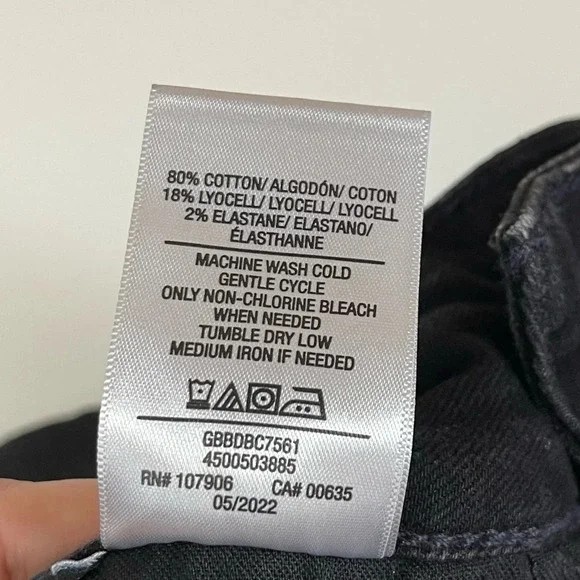 80% COTTON/ ALGODÓN/ COTON
18% LYOCELL/ LYOCELL/ LYOCELL
2% ELASTANE/ ELASTANO/
ÉLASTHANNE
MACHINE WASH COLD
GENTLE CYCLE
ONLY NON-CHLORINE BLEACH
WHEN NEEDED
TUMBLE DRY LOW
MEDIUM IRON IF NEEDED
GBBDBC7561
4500503885
RN# 107906 CA# 00635
05/2022